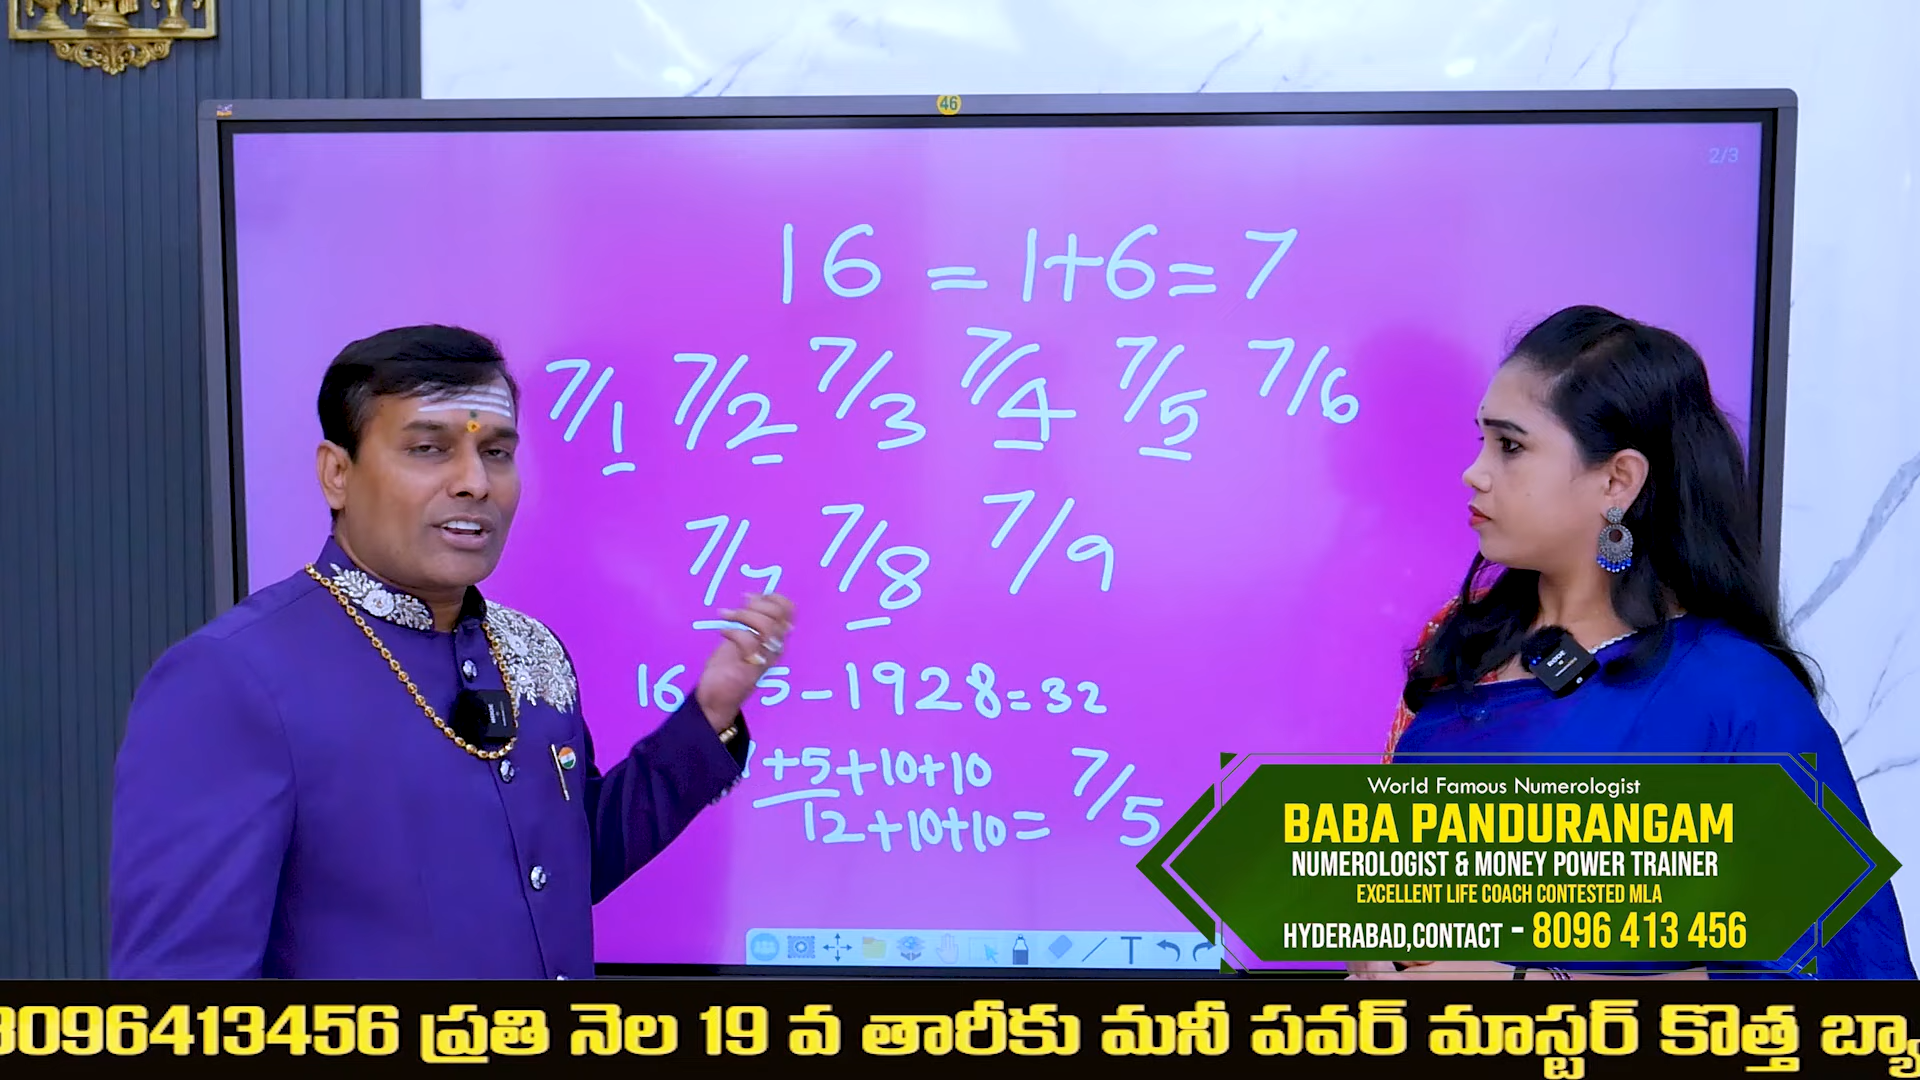 46
2/3
16 = 1+6 = 7
7/1 7/2 7/3 7/4 7/5 7/6
7/7 7/8 7/9
16 5 - 1928 = 32
+5+10+10 7/5
12+10+10=
World Famous Numerologist
BABA PANDURANGAM
NUMEROLOGIST & MONEY POWER TRAINER
EXCELLENT LIFE COACH CONTESTED MLA
HYDERABAD,CONTACT - 8096 413 456
8096413456 ప్రతి నెల 19 వ తారీకు మనీ పవర్ మాస్టర్ కొత్త